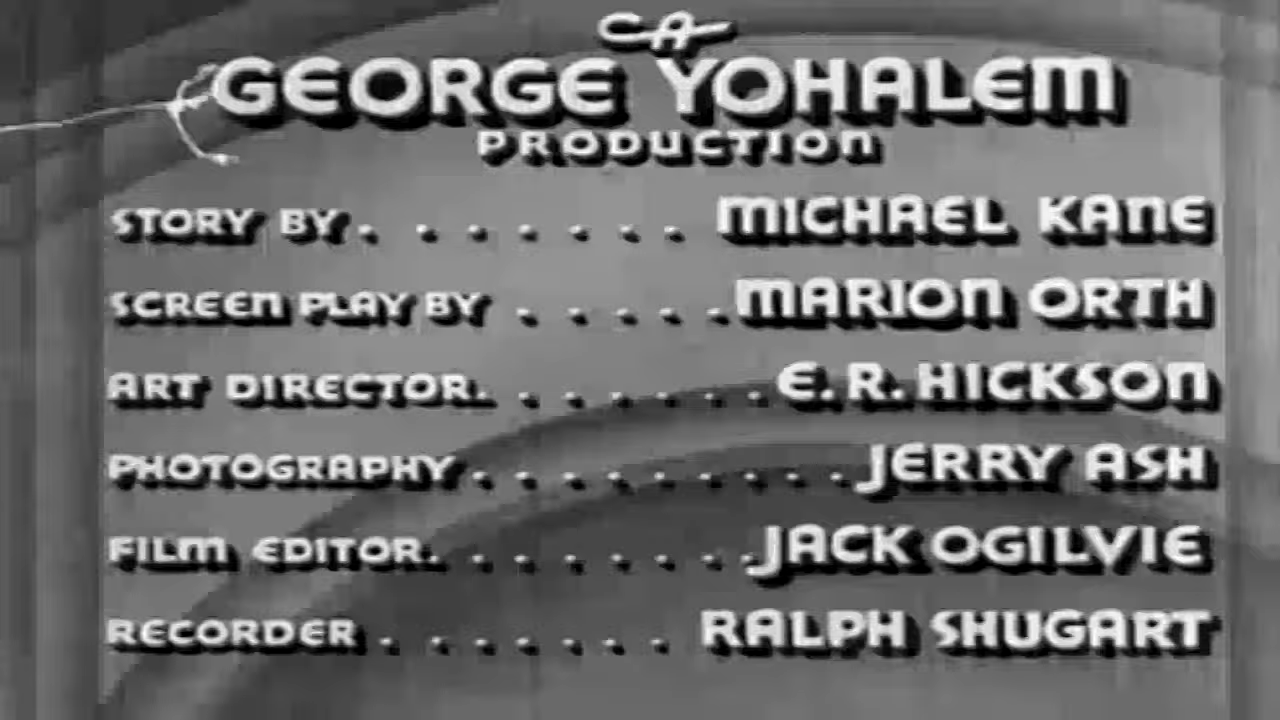 A
GEORGE YOHALEM
PRODUCTION
STORY BY. . . . . . . MICHAEL KANE
SCREEN PLAY BY . . . . .MARION ORTH
ART DIRECTOR. . . . . . . E. R. HICKSON
PHOTOGRAPHY. . . . . . . . .JERRY ASH
FILM EDITOR. . . . . . . .JACK OGILVIE
RECORDER . . . . . . . RALPH SHUGART